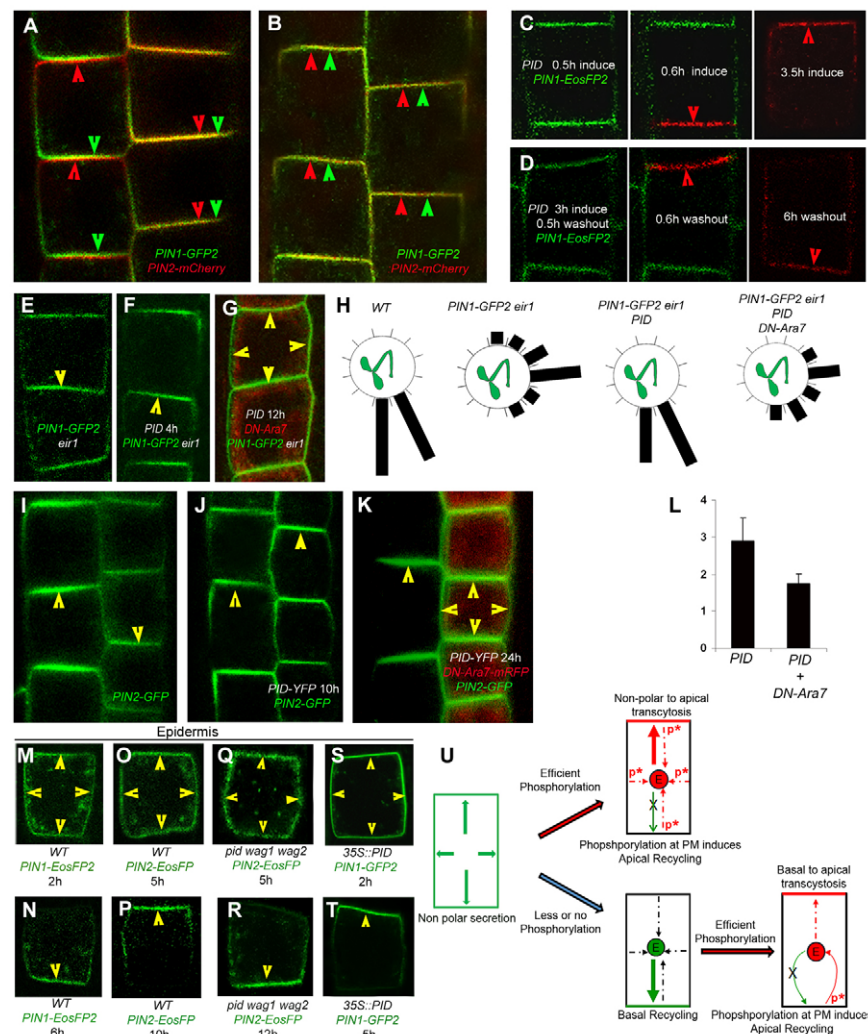 A
PIN1-GFP2
PIN2-mCherry
B
PIN1-GFP2
PIN2-mCherry
C
PID 0.5h induce
PIN1-EosFP2
0.6h induce
3.5h induce
D
PID 3h induce
0.5h washout
PIN1-EosFP2
0.6h washout
6h washout
E
PIN1-GFP2
eir1
F
PID 4h
PIN1-GFP2 eir1
G
PID 12h
DN-Ara7
PIN1-GFP2 eir1
H
WT
PIN1-GFP2 eir1
PIN1-GFP2 eir1
PID
PIN1-GFP2 eir1
PID
DN-Ara7
I
PIN2-GFP
J
PID-YFP 10h
PIN2-GFP
K
PID-YFP 24h
DN-Ara7-mRFP
PIN2-GFP
L
4
3
2
1
0
PID
PID
+
DN-Ara7
Epidermis
M
WT
PIN1-EosFP2
2h
O
WT
PIN2-EosFP
5h
Q
pid wag1 wag2
PIN2-EosFP
5h
S
35S::PID
PIN1-GFP2
2h
N
WT
PIN1-EosFP2
6h
P
WT
PIN2-EosFP
R
pid wag1 wag2
PIN2-EosFP
12h
T
35S::PID
PIN1-GFP2
5h
U
Non polar secretion
Efficient
Phosphorylation
Less or no
Phosphorylation
Non-polar to apical
transcytosis
p*
p*
p*
E
X
p*
Phopshporylation at PM induces
Apical Recycling
E
Basal Recycling
Efficient
Phosphorylation
Basal to apical
transcystosis
E
X
p*
Phopshporylation at PM induces
Apical Recycling